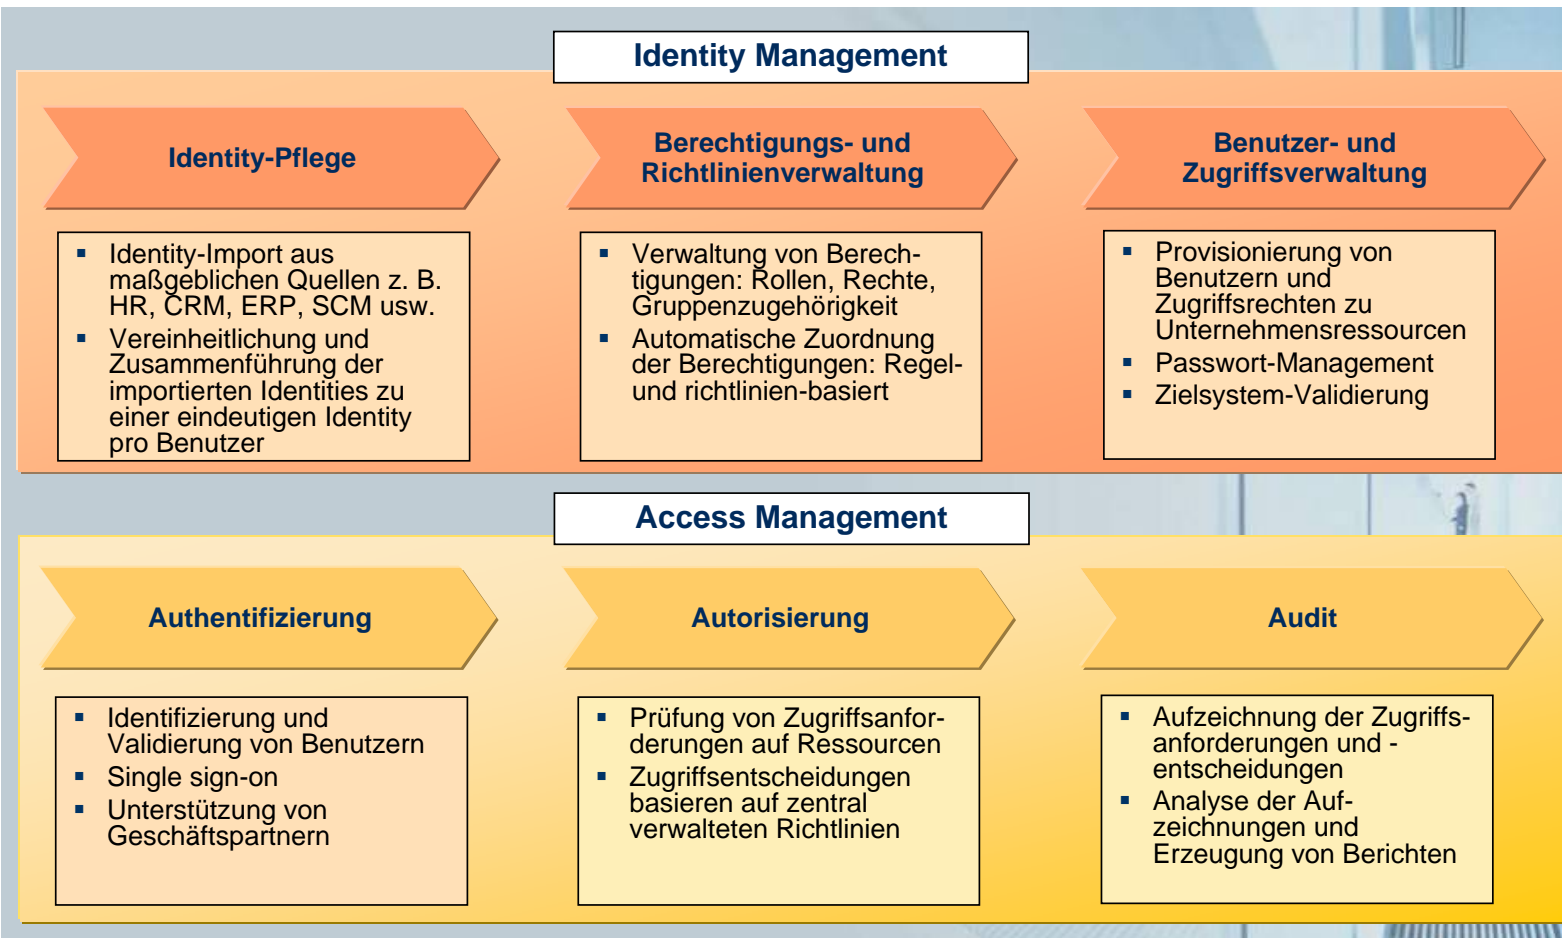 Identity Management
Identity-Pflege
Berechtigungs- und
Richtlinienverwaltung
Benutzer- und
Zugriffsverwaltung
▪ Identity-Import aus
maßgeblichen Quellen z. B.
HR, CRM, ERP, SCM usw.
▪ Vereinheitlichung und
Zusammenführung der
importierten Identities zu
einer eindeutigen Identity
pro Benutzer
▪ Verwaltung von Berech-
tigungen: Rollen, Rechte,
Gruppenzugehörigkeit
▪ Automatische Zuordnung
der Berechtigungen: Regel-
und richtlinien-basiert
▪ Provisionierung von
Benutzern und
Zugriffsrechten zu
Unternehmensressourcen
▪ Passwort-Management
▪ Zielsystem-Validierung
Access Management
Authentifizierung
Autorisierung
Audit
▪ Identifizierung und
Validierung von Benutzern
▪ Single sign-on
▪ Unterstützung von
Geschäftspartnern
▪ Prüfung von Zugriffsanfor-
derungen auf Ressourcen
▪ Zugriffsentscheidungen
basieren auf zentral
verwalteten Richtlinien
▪ Aufzeichnung der Zugriffs-
anforderungen und -
entscheidungen
▪ Analyse der Auf-
zeichnungen und
Erzeugung von Berichten